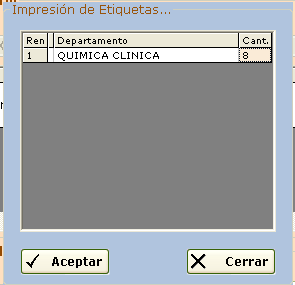 Impresión de Etiquetas...
Ren Departamento Cant.
1 QUIMICA CLINICA 8
Aceptar Cerrar